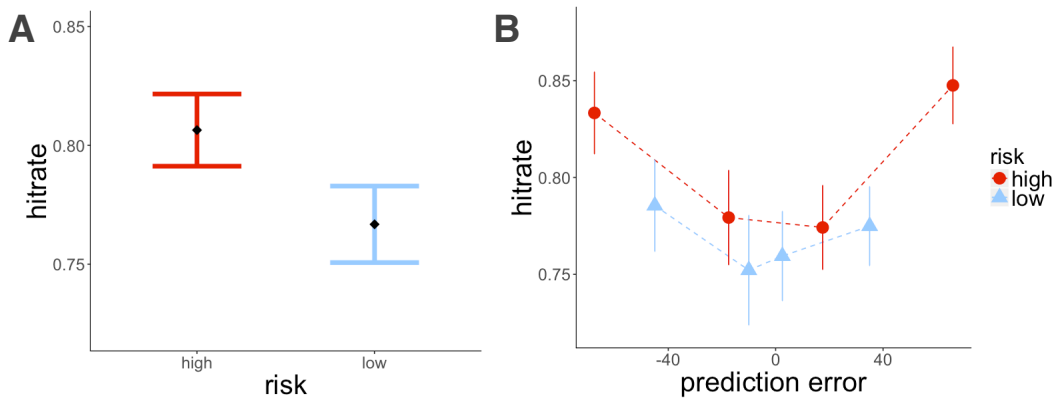 A
0.85
0.80
0.75
hitrate
high
low
risk
B
0.85
0.80
0.75
hitrate
-40
0
40
prediction error
risk
high
low